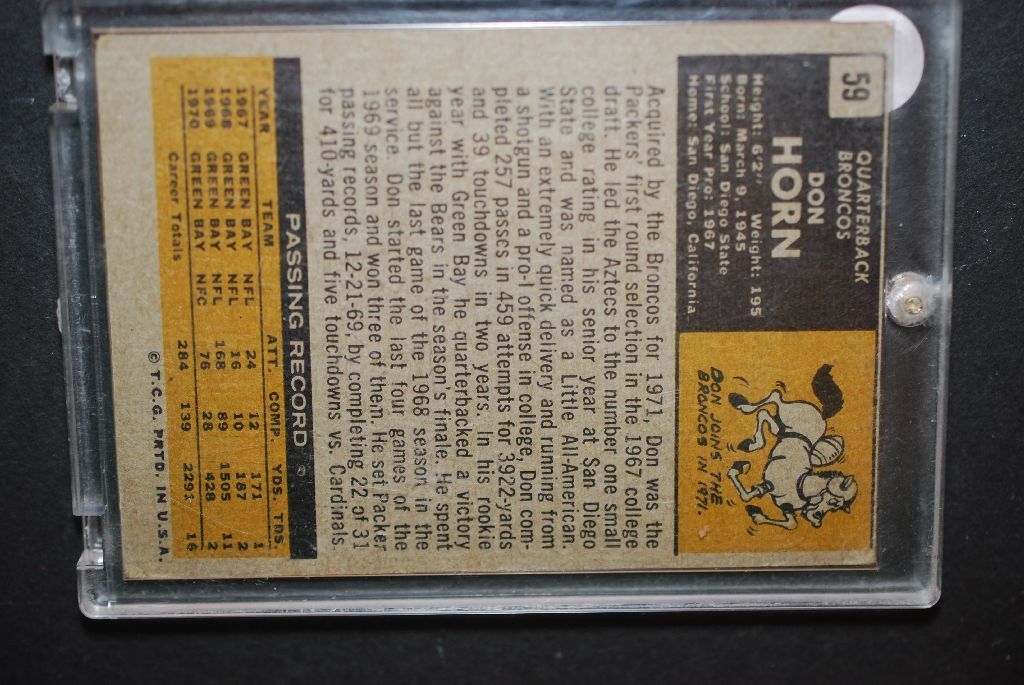 59
QUARTERBACK
BRONCOS
DON
HORN
Height: 6'2" Weight: 195
Born: March 9, 1945
School: San Diego State
First Year Pro: 1967
Home: San Diego, California
DON JOINS THE
BRONCOS IN 1971.
Acquired by the Broncos for 1971, Don was the
Packers' first round selection in the 1967 college
draft. He led the Aztecs to the number one small
college rating in his senior year at San Diego
State and was named as a Little All-American.
With an extremely quick delivery and running from
a shotgun and a pro-I offense in college, Don com-
pleted 257 passes in 459 attempts for 3922-yards
and 39 touchdowns in two years. In his rookie
year with Green Bay he quarterbacked a victory
against the Bears in the season's finale. He spent
all but the last game of the 1968 season in the
service. Don started the last four games of the
1969 season and won three of them. He set Packer
passing records, 12-21-69, by completing 22 of 31
for 410-yards and five touchdowns vs. Cardinals.
PASSING RECORD
YEAR TEAM ATT. COMP. YDS. TDS.
1967 GREEN BAY NFL 24 12 171 1
1968 GREEN BAY NFL 16 10 187 2
1969 GREEN BAY NFL 168 89 1505 11
1970 GREEN BAY NFC 76 28 428 2
Career Totals 284 139 2291 16
© T.C.G. PRTD. IN U.S.A.